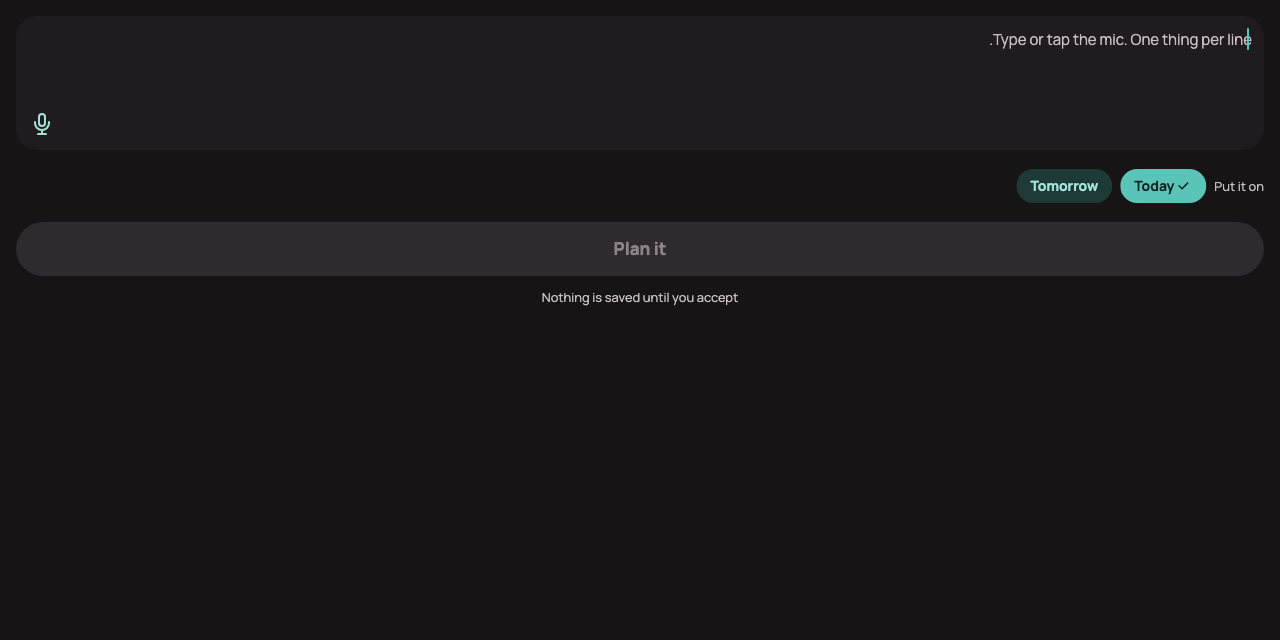 .Type or tap the mic. One thing per line
Put it on Today Tomorrow
Plan it
Nothing is saved until you accept